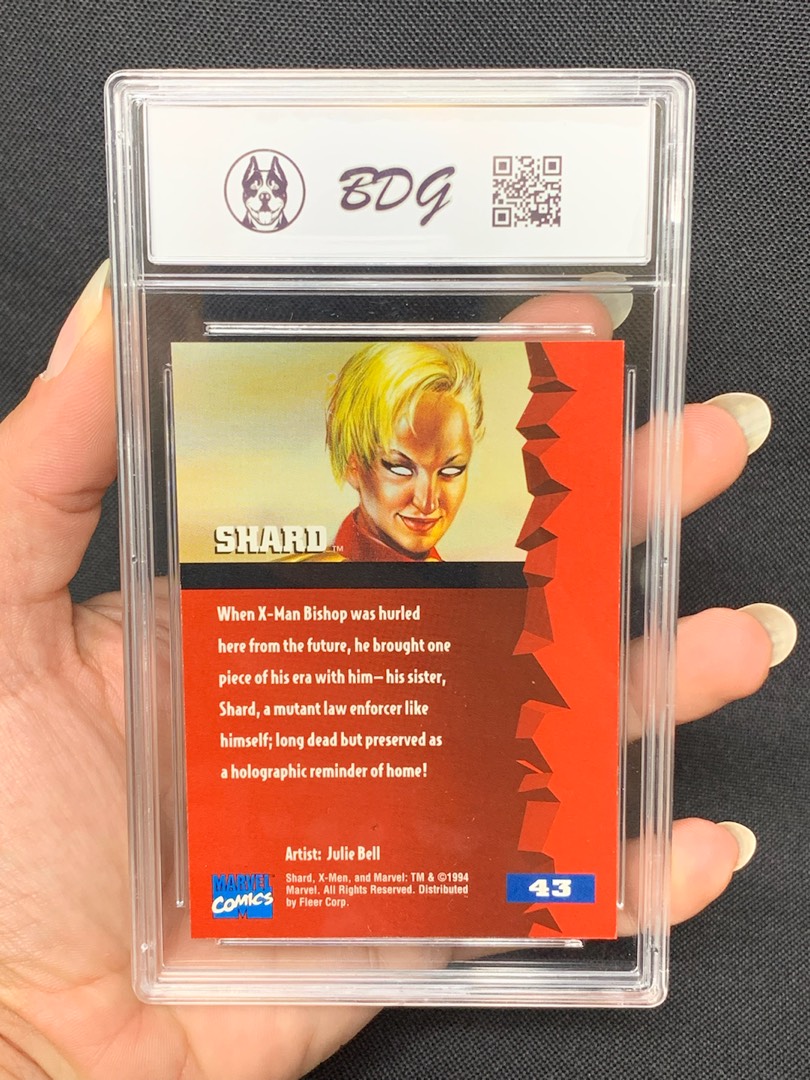 BDG
SHARD™
When X-Man Bishop was hurled
here from the future, he brought one
piece of his era with him—his sister,
Shard, a mutant law enforcer like
himself; long dead but preserved as
a holographic reminder of home!
Artist: Julie Bell
Shard, X-Men, and Marvel: TM & ©1994
Marvel. All Rights Reserved. Distributed
by Fleer Corp.
MARVEL
COMICS
43